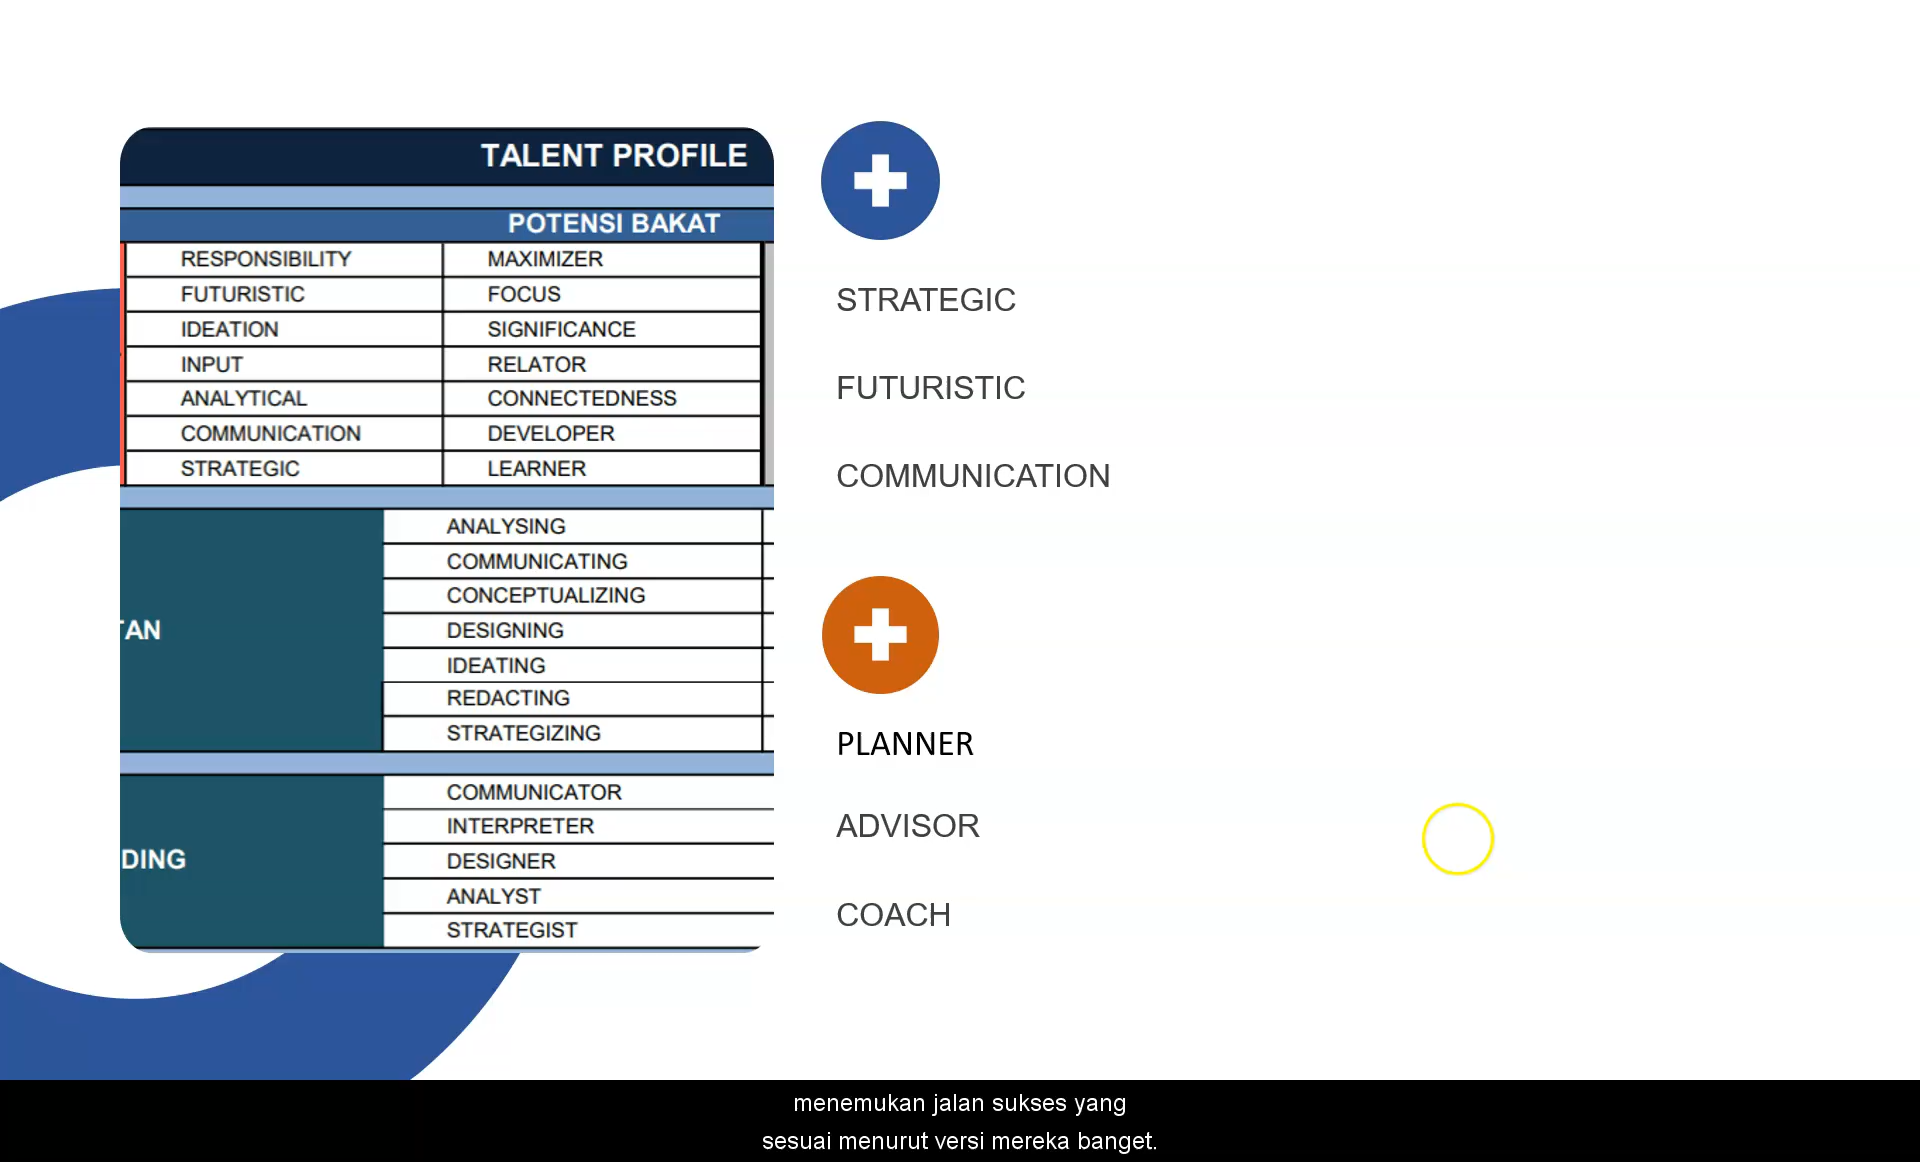 TALENT PROFILE
POTENSI BAKAT
RESPONSIBILITY MAXIMIZER
FUTURISTIC FOCUS
IDEATION SIGNIFICANCE
INPUT RELATOR
ANALYTICAL CONNECTEDNESS
COMMUNICATION DEVELOPER
STRATEGIC LEARNER
TAN
ANALYSING
COMMUNICATING
CONCEPTUALIZING
DESIGNING
IDEATING
REDACTING
STRATEGIZING
DING
COMMUNICATOR
INTERPRETER
DESIGNER
ANALYST
STRATEGIST
STRATEGIC
FUTURISTIC
COMMUNICATION
PLANNER
ADVISOR
COACH
menemukan jalan sukses yang
sesuai menurut versi mereka banget.